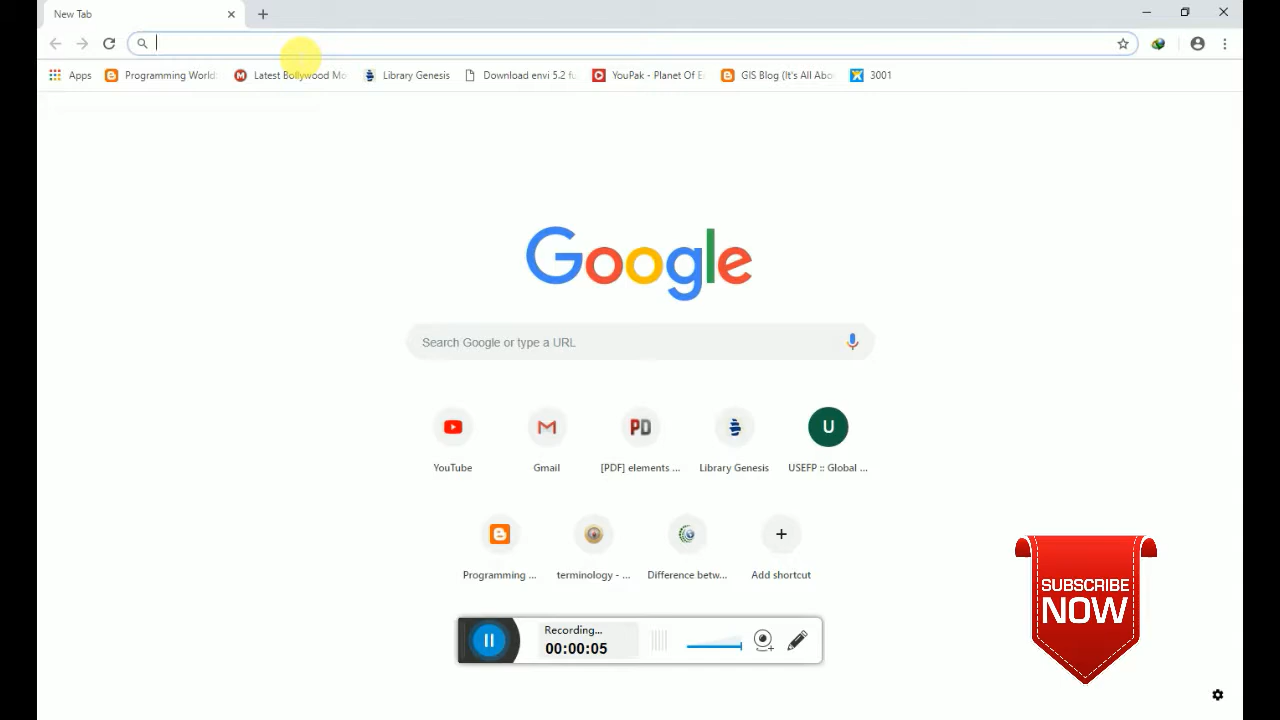 New Tab
Apps
Programming World
Latest Bollywood Mo
Library Genesis
Download envi 5.2 fu
YouPak - Planet Of E
GIS Blog (It's All Abo
3001
Google
Search Google or type a URL
YouTube
Gmail
PD
[PDF] elements ...
Library Genesis
U
USEFP :: Global ...
Programming ...
terminology - ...
Difference betw...
Add shortcut
Recording...
00:00:05
SUBSCRIBE
NOW